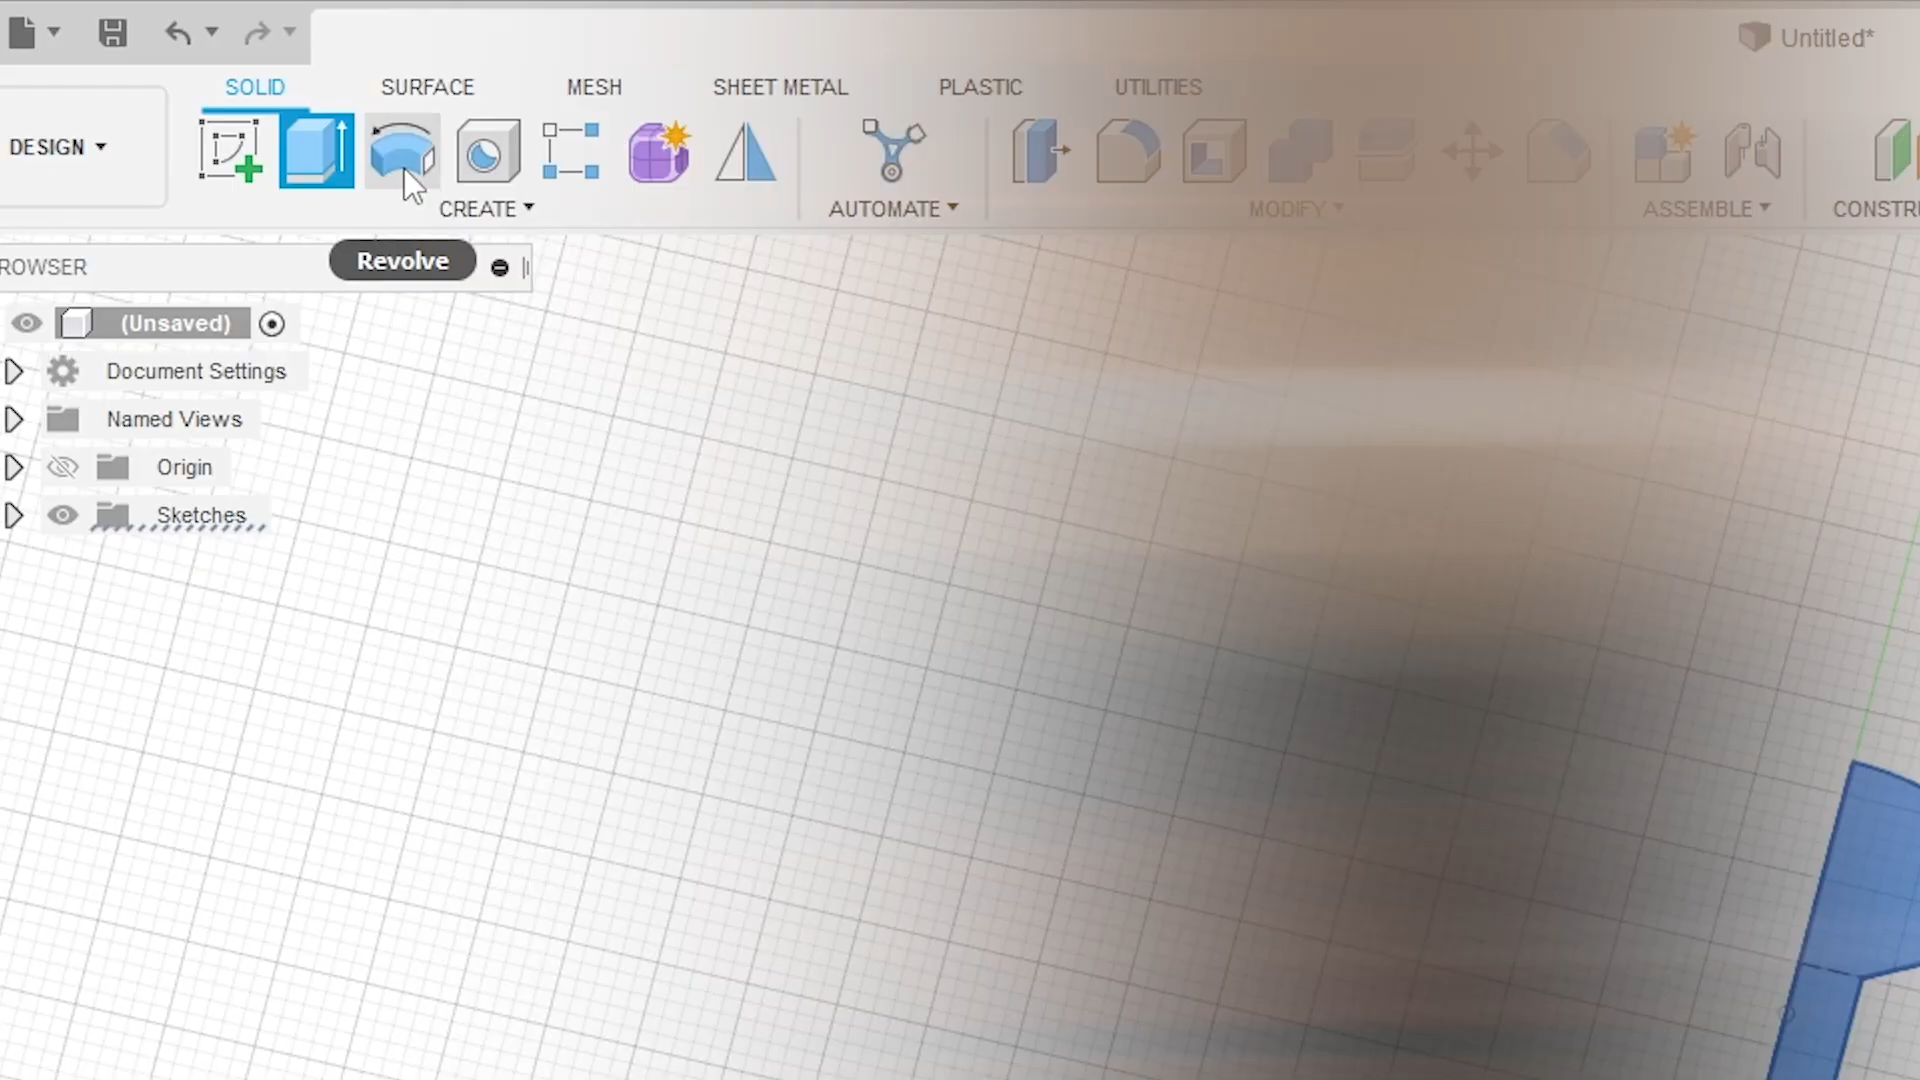 Untitled*
SOLID
SURFACE
MESH
SHEET METAL
PLASTIC
UTILITIES
DESIGN
CREATE
AUTOMATE
MODIFY
ASSEMBLE
CONSTRU
ROWSER
Revolve
(Unsaved)
Document Settings
Named Views
Origin
Sketches